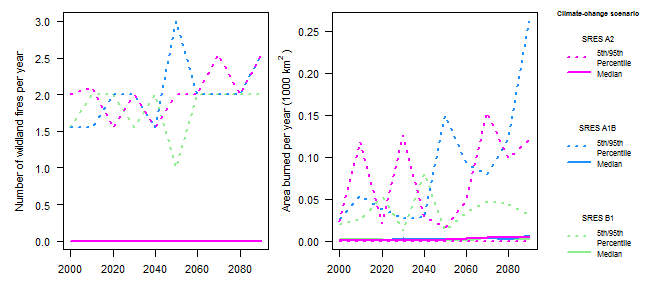 Number of wildland fires per year
3.0
2.5
2.0
1.5
1.0
0.5
0.0
2000 2020 2040 2060 2080
Area burned per year (1000 km²)
0.25
0.20
0.15
0.10
0.05
0.00
2000 2020 2040 2060 2080
Climate-change scenario
SRES A2
5th/95th
Percentile
Median
SRES A1B
5th/95th
Percentile
Median
SRES B1
5th/95th
Percentile
Median